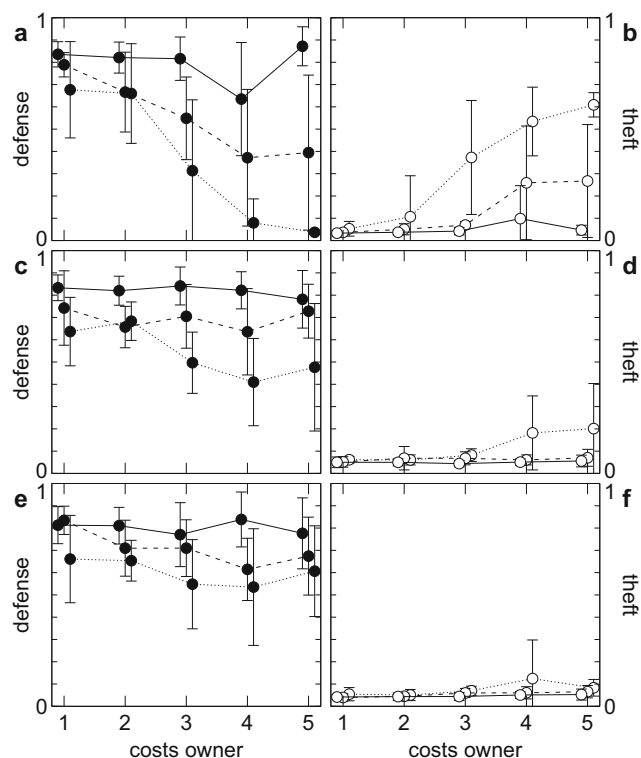 a
1
defense
0
b
1
theft
0
c
1
defense
0
d
1
theft
0
e
1
defense
0
f
1
theft
0
1 2 3 4 5
1 2 3 4 5
costs owner
costs owner